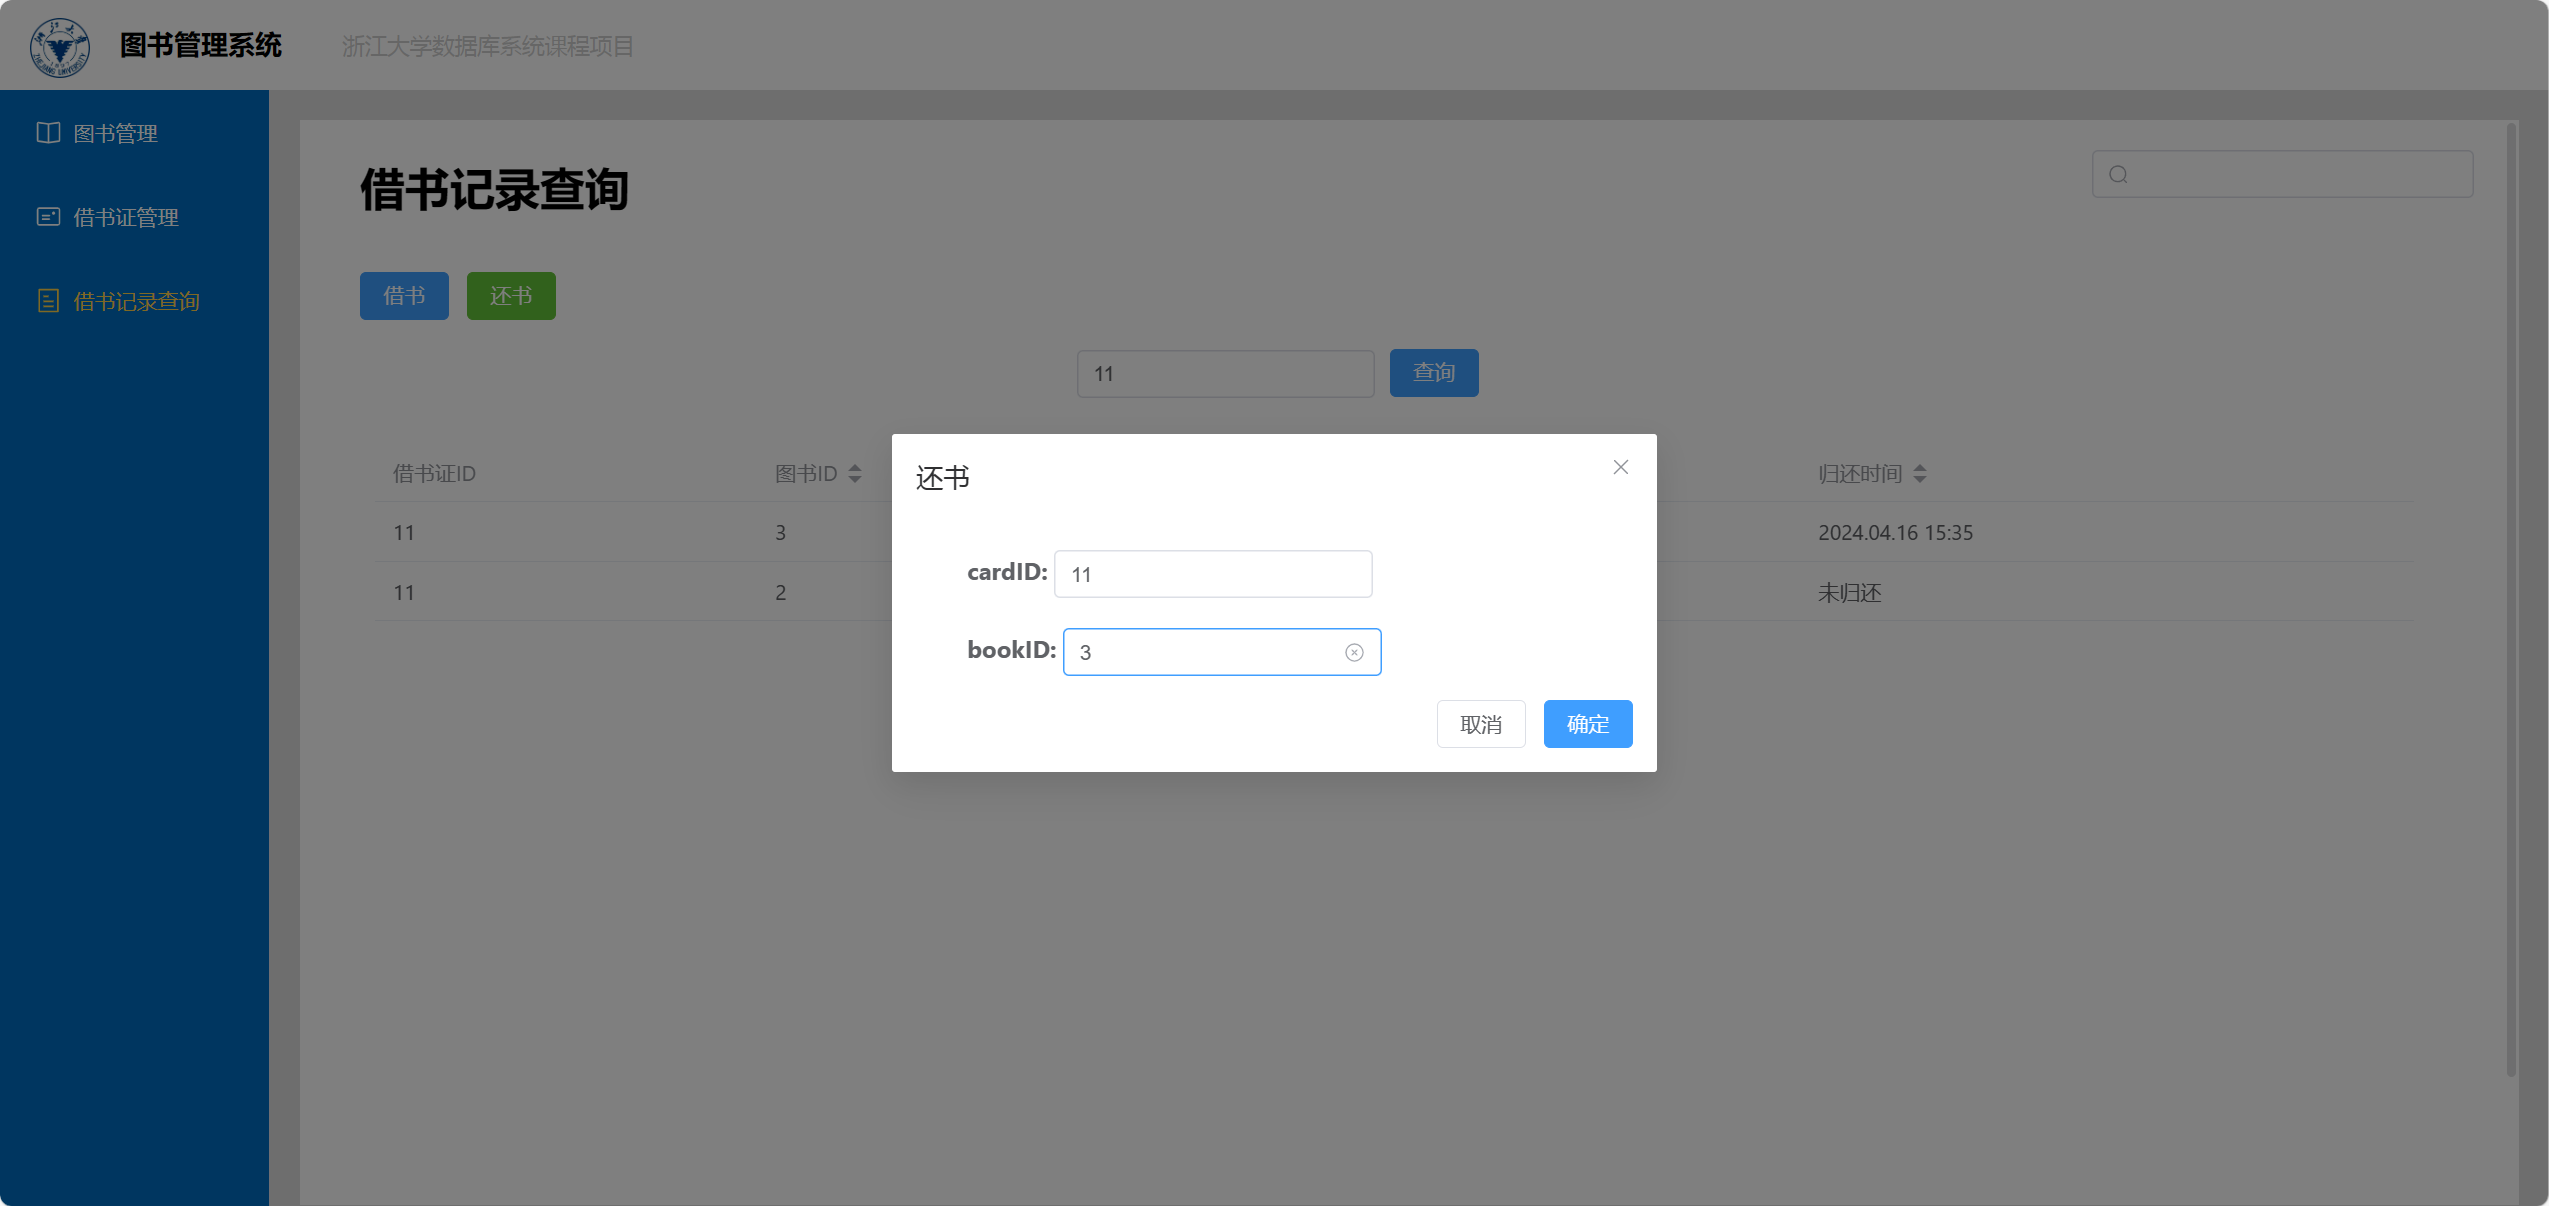 图书管理系统
浙江大学数据库系统课程项目
图书管理
借书证管理
借书记录查询
借书记录查询
借书 还书
11 查询
借书证ID 图书ID 归还时间
11 3 2024.04.16 15:35
11 2 未归还
还书
cardID: 11
bookID: 3
取消 确定